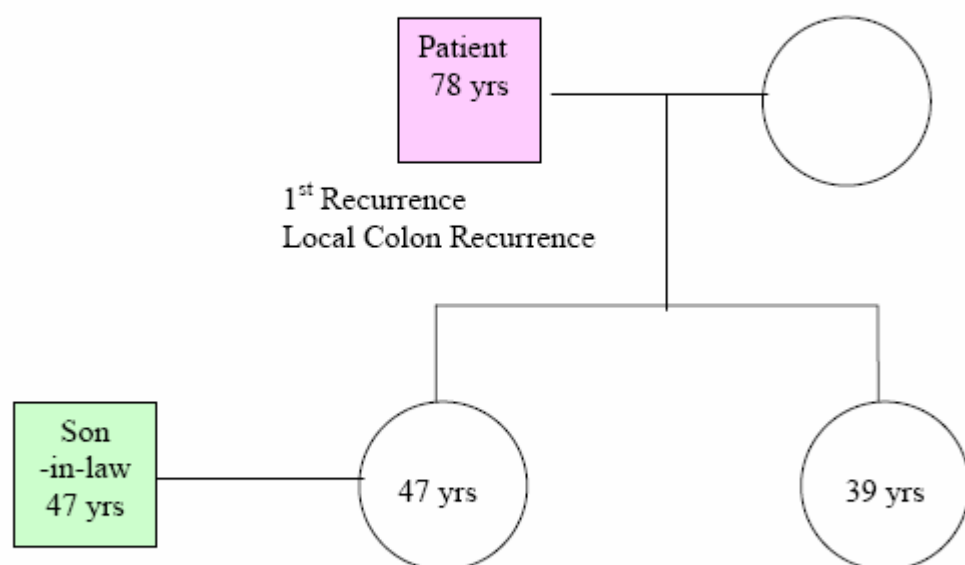 Patient
78 yrs
1st Recurrence
Local Colon Recurrence
Son
-in-law
47 yrs
47 yrs
39 yrs